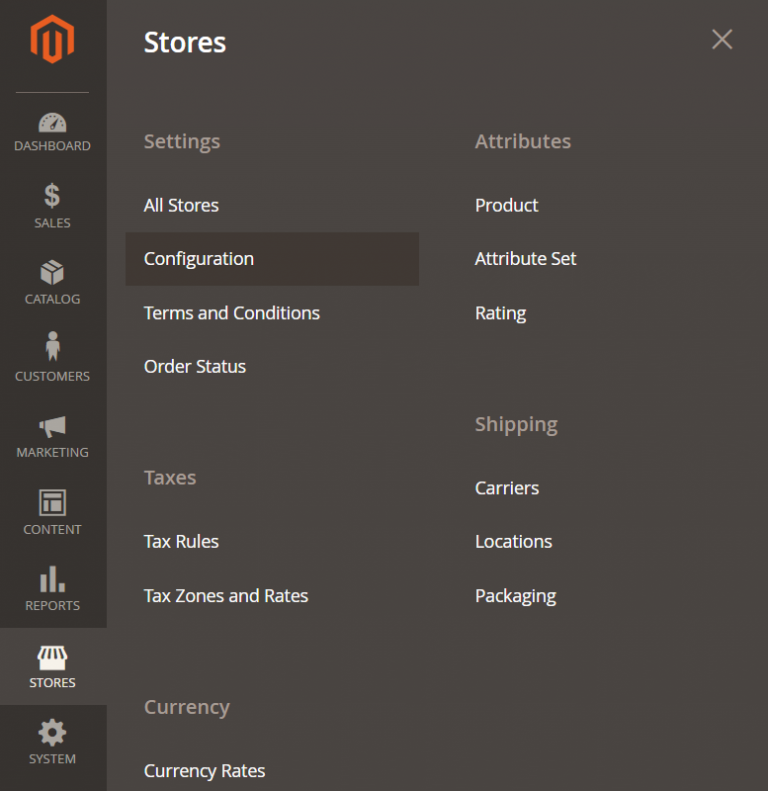 DASHBOARD
SALES
CATALOG
CUSTOMERS
MARKETING
CONTENT
REPORTS
STORES
SYSTEM
Stores
Settings
All Stores
Configuration
Terms and Conditions
Order Status
Taxes
Tax Rules
Tax Zones and Rates
Currency
Currency Rates
Attributes
Product
Attribute Set
Rating
Shipping
Carriers
Locations
Packaging